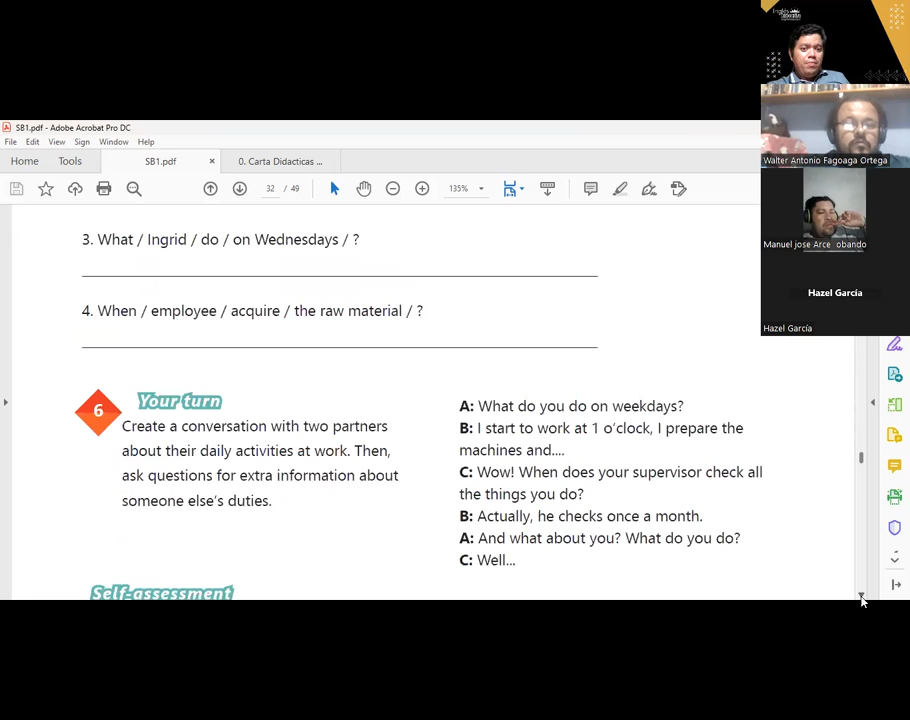 SB1.pdf - Adobe Acrobat Pro DC
File Edit View Sign Window Help
Home Tools SB1.pdf × 0. Carta Didacticas ...
32 / 49 135%
3. What / Ingrid / do / on Wednesdays / ?
4. When / employee / acquire / the raw material / ?
6
Your turn
Create a conversation with two partners
about their daily activities at work. Then,
ask questions for extra information about
someone else's duties.
A: What do you do on weekdays?
B: I start to work at 1 o'clock, I prepare the
machines and....
C: Wow! When does your supervisor check all
the things you do?
B: Actually, he checks once a month.
A: And what about you? What do you do?
C: Well...
Self-assessment
Walter Antonio Fagoaga Ortega
Manuel jose Arce obando
Hazel García
Hazel García